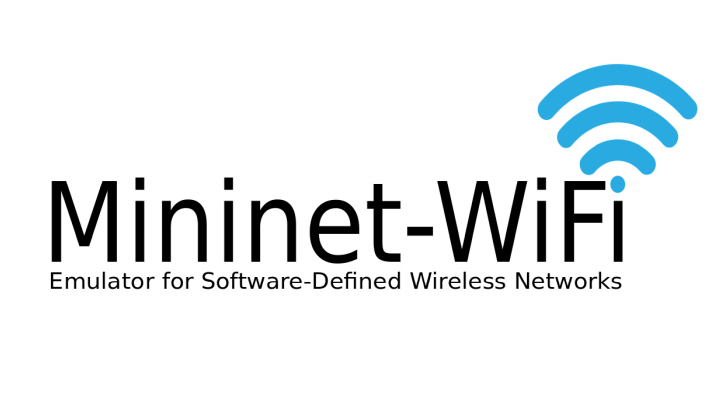 Mininet-WiFi
Emulator for Software-Defined Wireless Networks